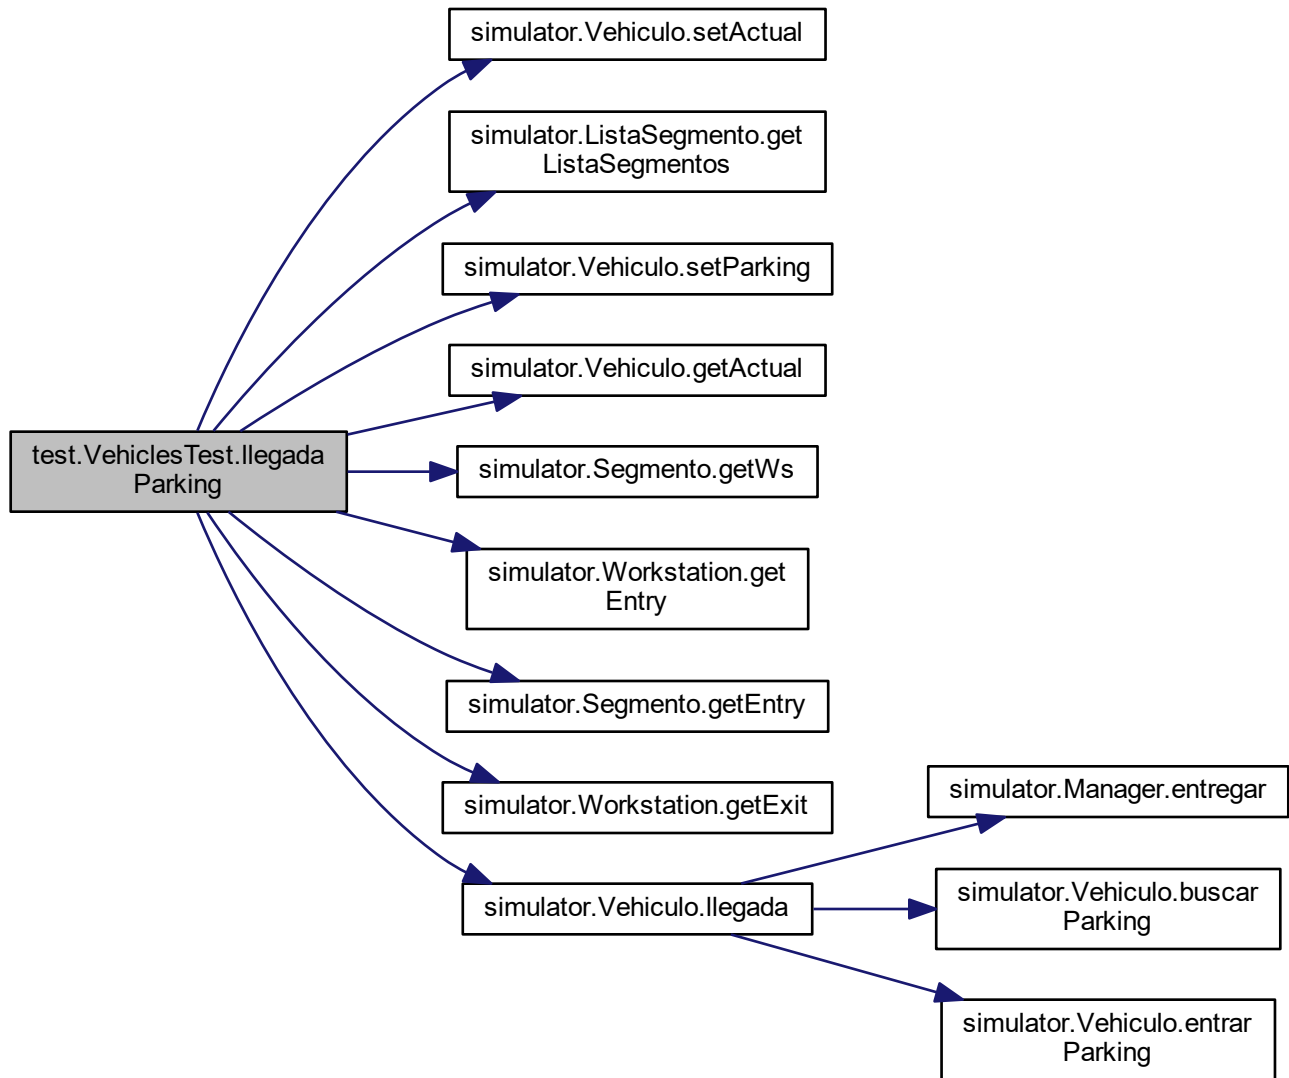 simulator.Vehiculo.setActual
simulator.ListaSegmento.get
ListaSegmentos
simulator.Vehiculo.setParking
simulator.Vehiculo.getActual
test.VehiclesTest.llegada
Parking
simulator.Segmento.getWs
simulator.Workstation.get
Entry
simulator.Segmento.getEntry
simulator.Workstation.getExit
simulator.Manager.entregar
simulator.Vehiculo.llegada
simulator.Vehiculo.buscar
Parking
simulator.Vehiculo.entrar
Parking